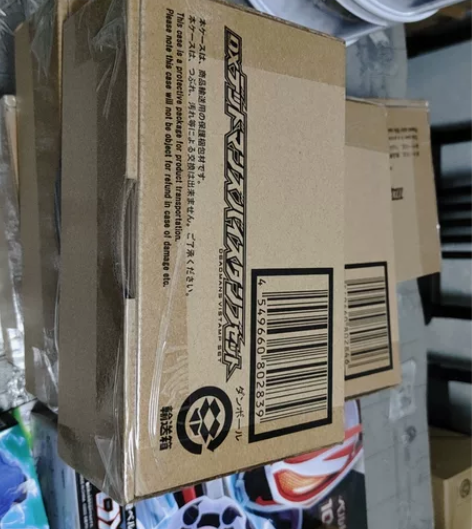 DXデッドマンズバイスタンプセット
DEADMANS VISTAMP SET
本ケースは、商品輸送用の保護梱包材です。
本ケースは、つぶれ、汚れ等による交換は出来ません。ご了承ください。
This case is a protective package for product transportation.
Please note this case will not be object for refund in case of damage etc.
4 549660 802839
ダンボール
輸送箱